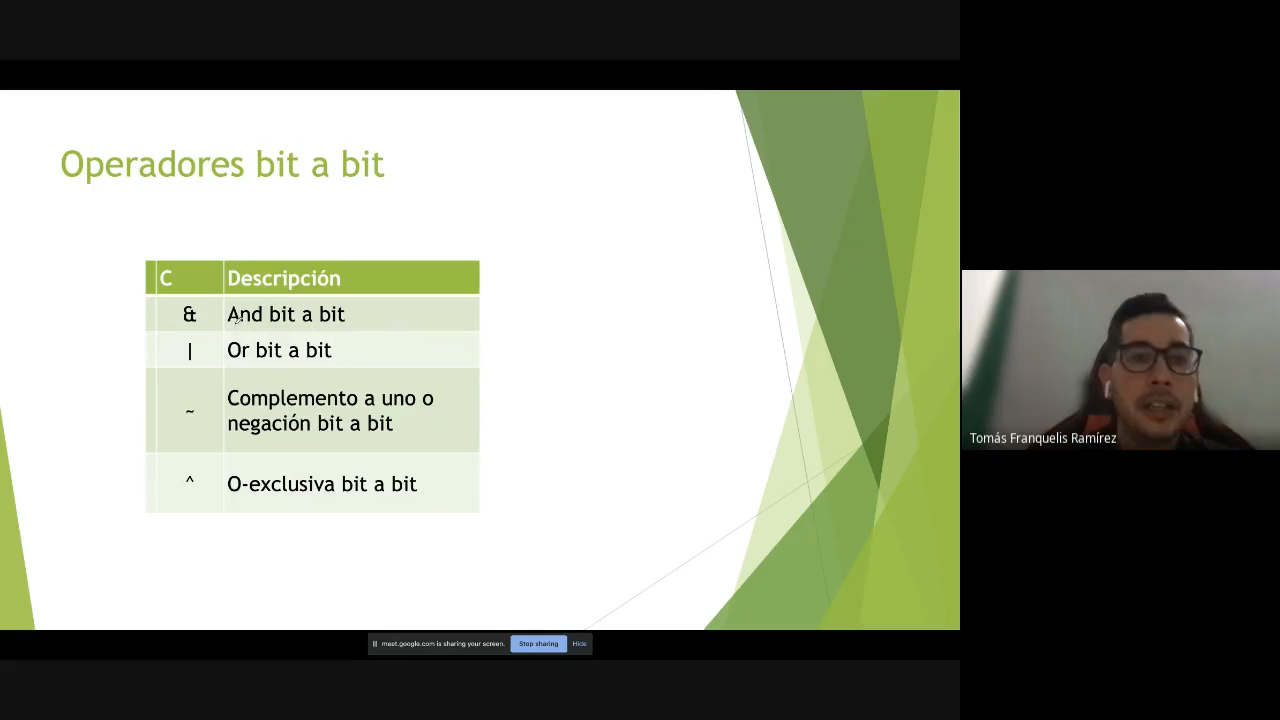 Operadores bit a bit
C Descripción
& And bit a bit
| Or bit a bit
~ Complemento a uno o
negación bit a bit
^ O-exclusiva bit a bit
Tomás Franquelis Ramírez
meet.google.com is sharing your screen. Stop sharing Hide